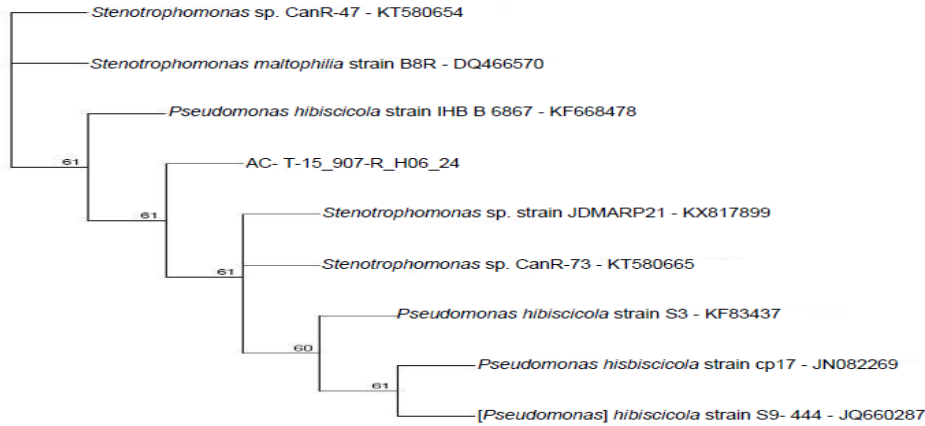 Stenotrophomonas sp. CanR-47 - KT580654
Stenotrophomonas maltophilia strain B8R - DQ466570
Pseudomonas hibiscicola strain IHB B 6867 - KF668478
61
AC- T-15_907-R_H06_24
61
Stenotrophomonas sp. strain JDMARP21 - KX817899
Stenotrophomonas sp. CanR-73 - KT580665
61
Pseudomonas hibiscicola strain S3 - KF83437
60
Pseudomonas hisbiscicola strain cp17 - JN082269
61
[Pseudomonas] hibiscicola strain S9- 444 - JQ660287